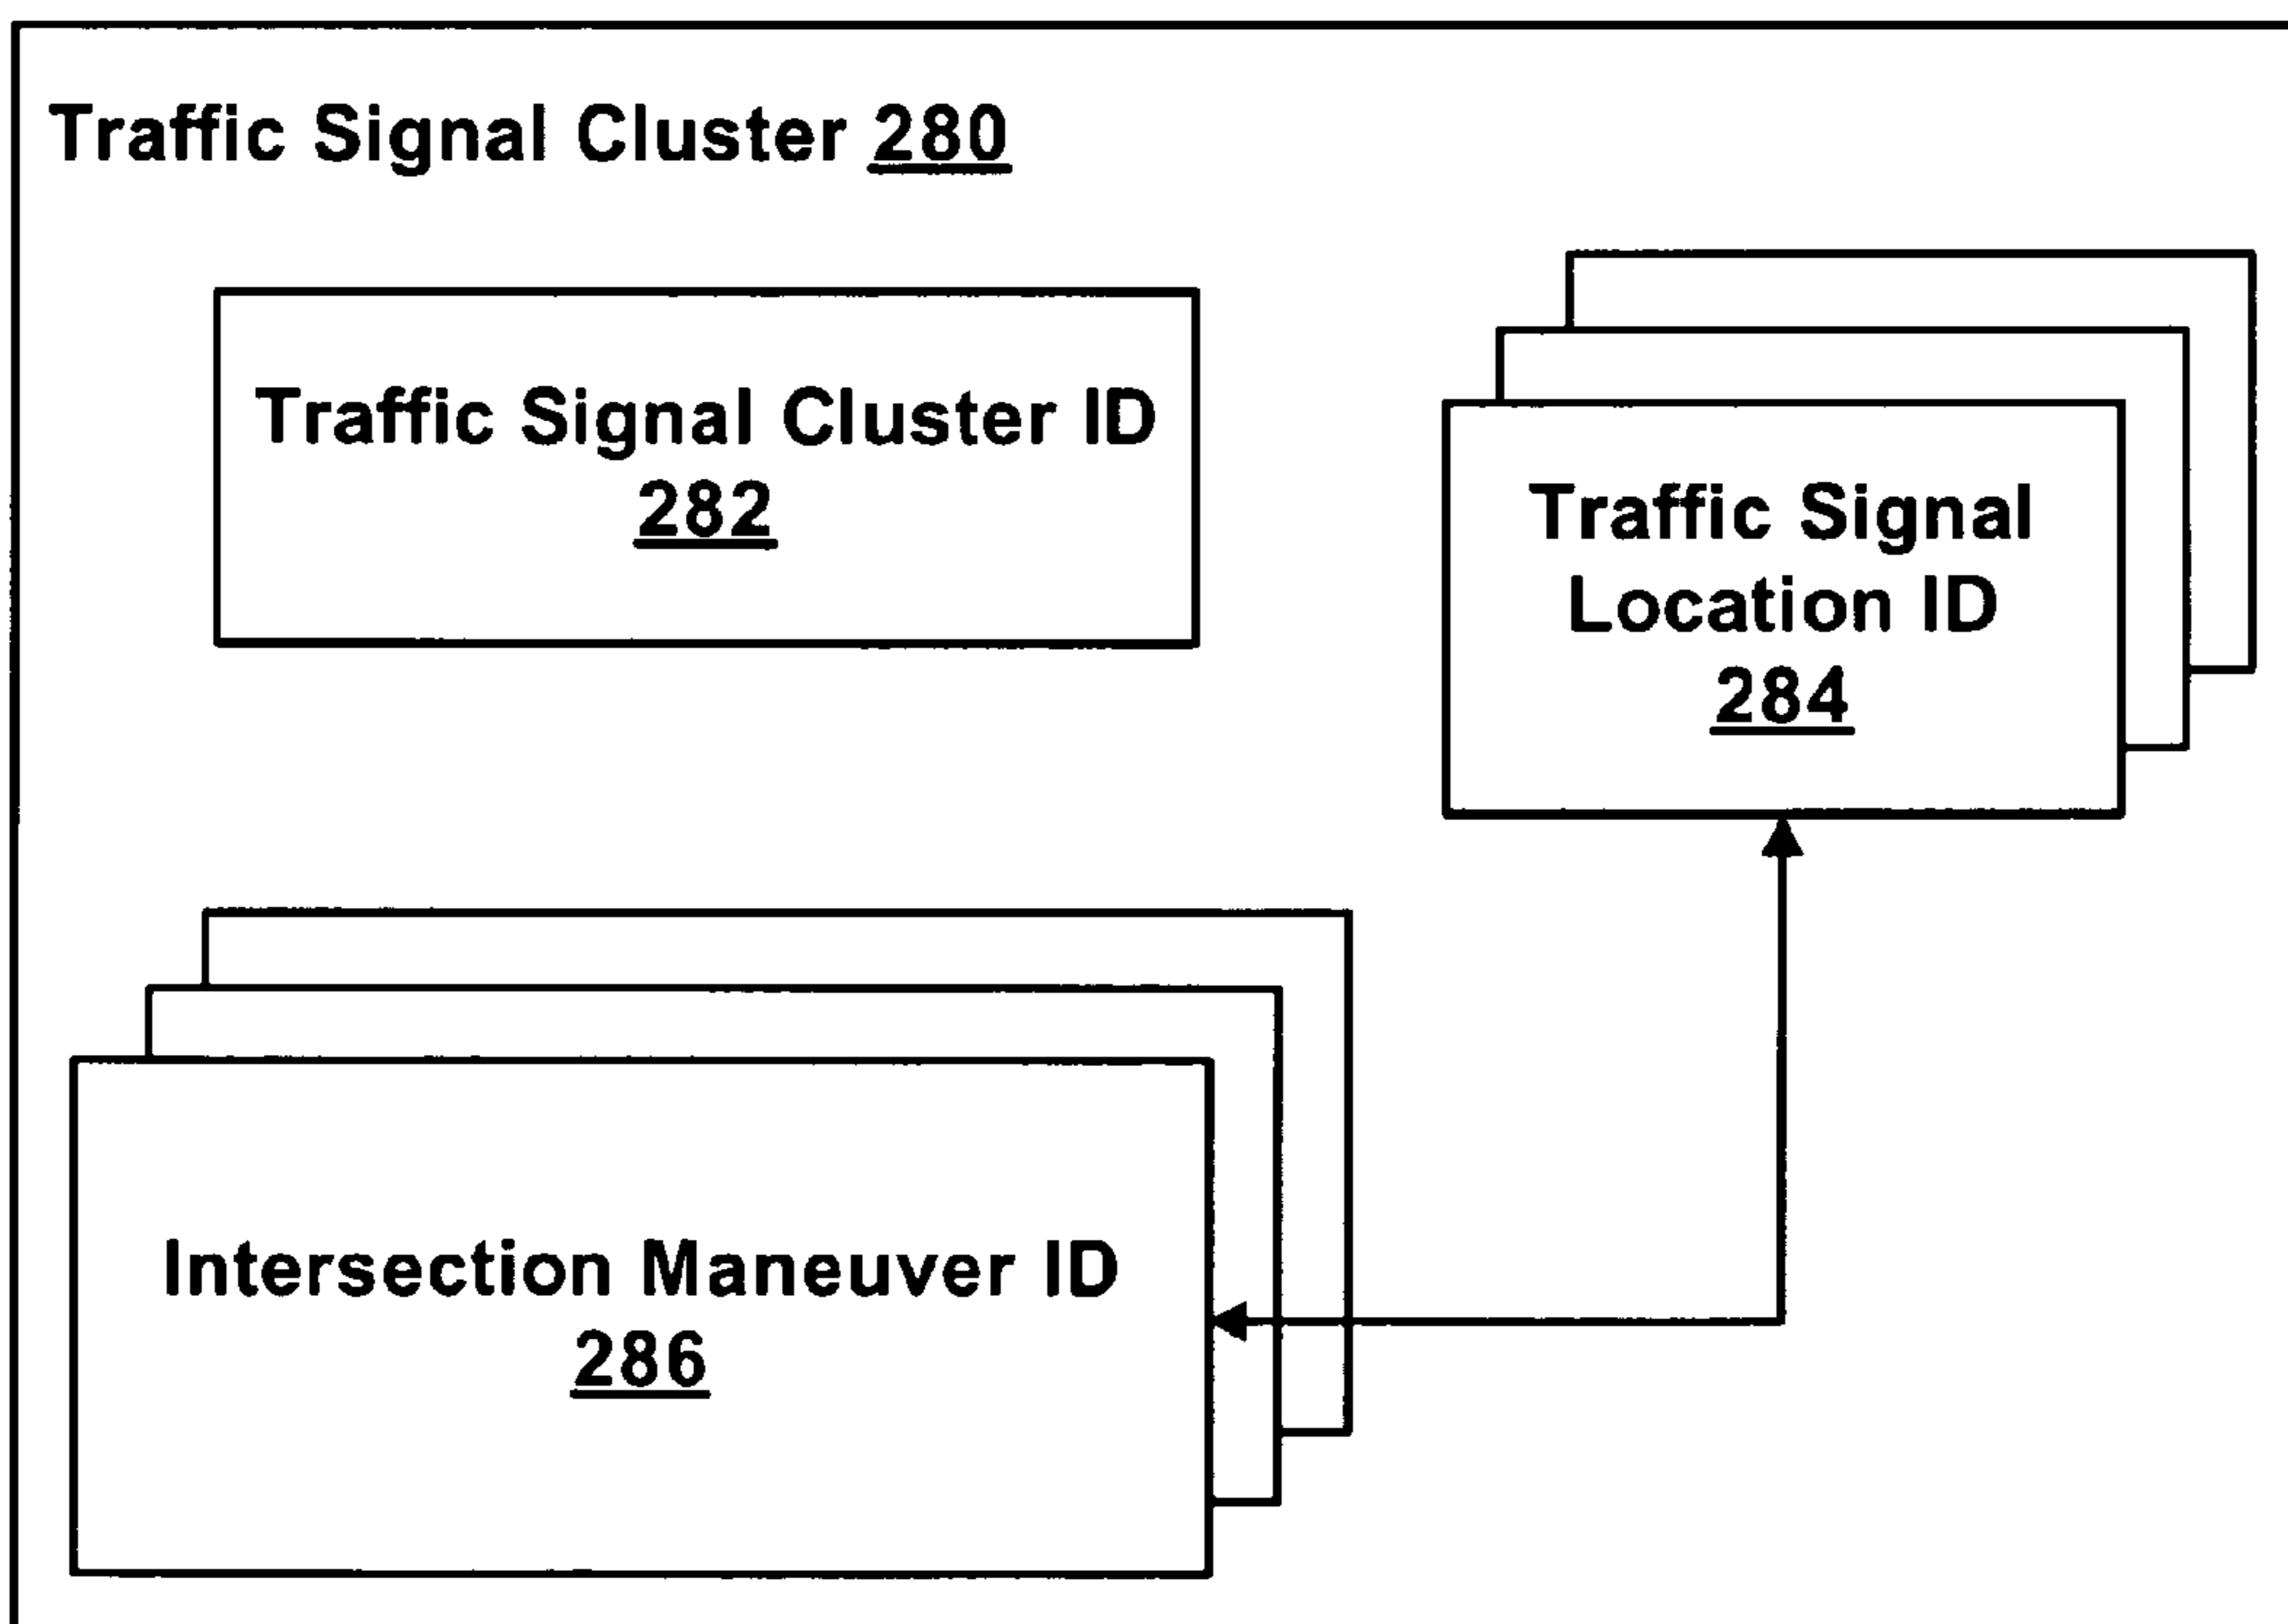 Traffic Signal Cluster 280
Traffic Signal Cluster ID
282
Traffic Signal
Location ID
284
Intersection Maneuver ID
286